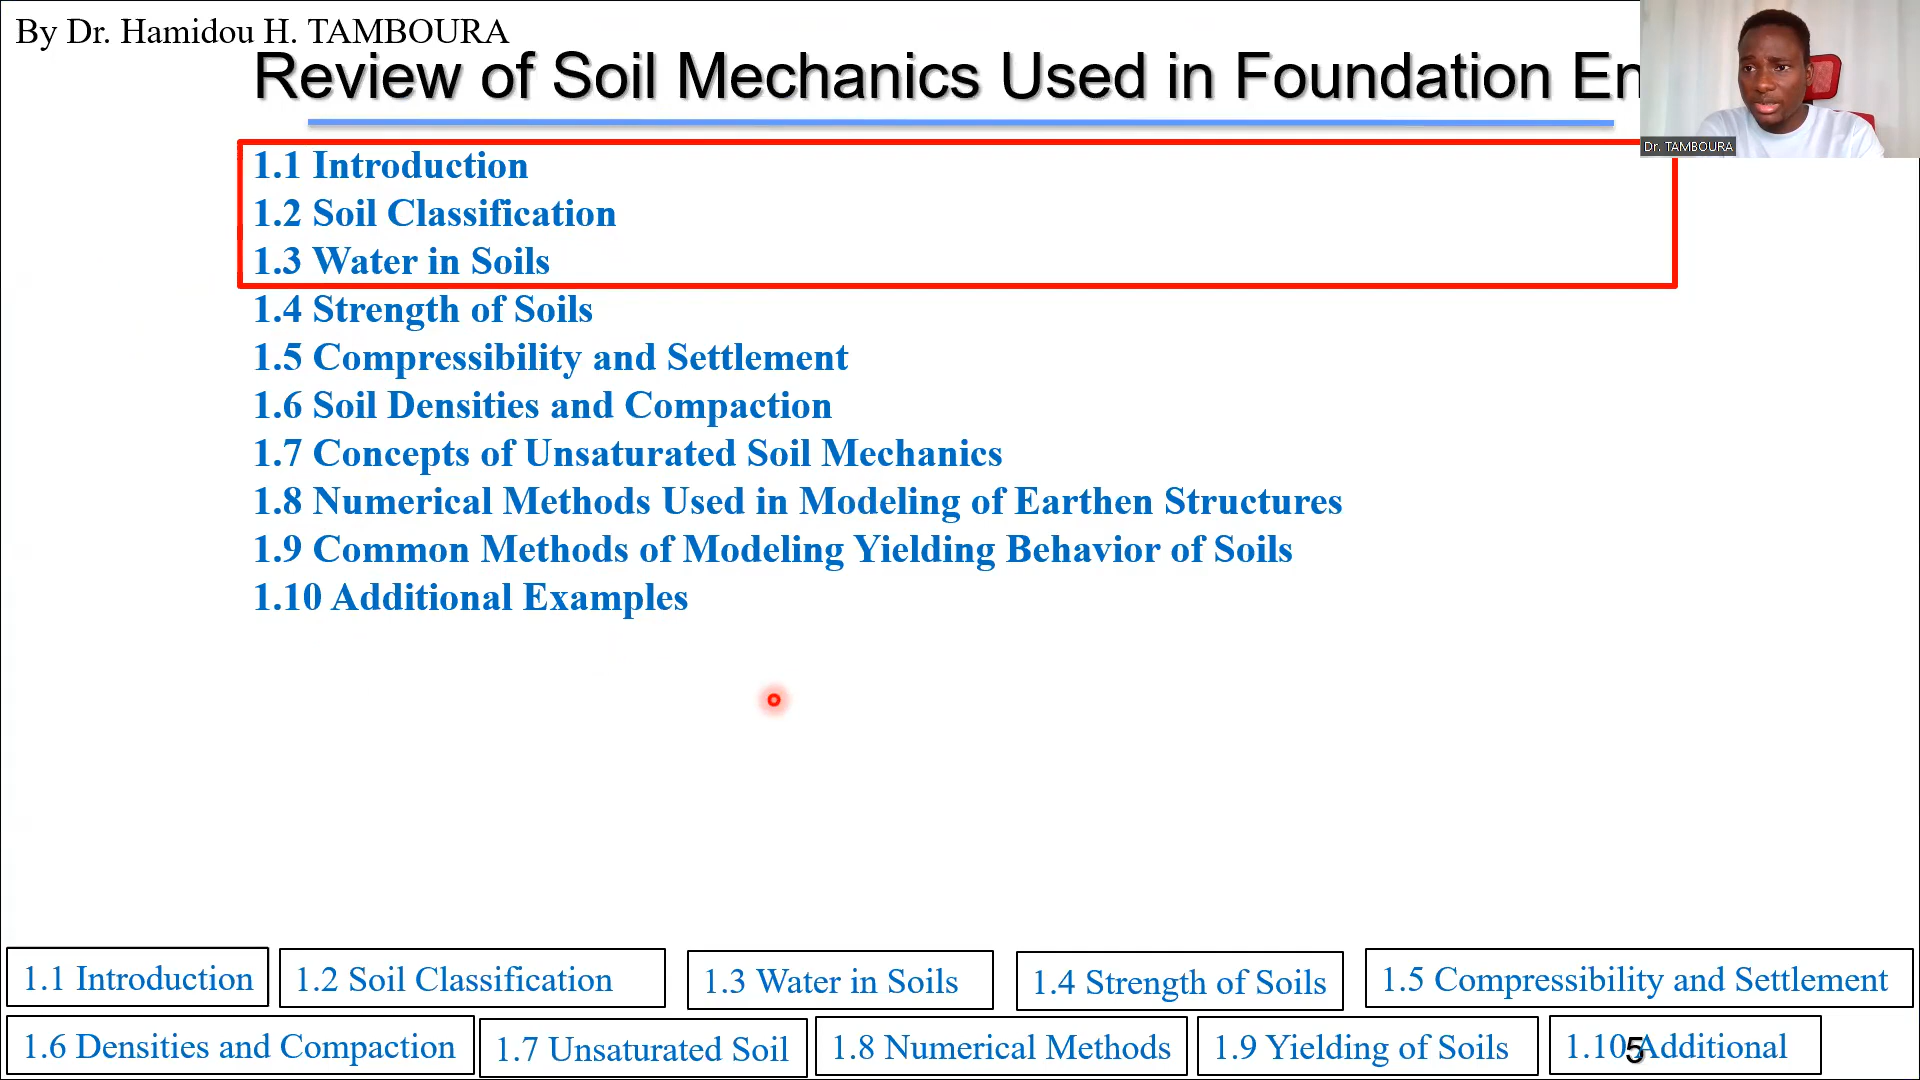 By Dr. Hamidou H. TAMBOURA
Review of Soil Mechanics Used in Foundation En
Dr. TAMBOURA
1.1 Introduction
1.2 Soil Classification
1.3 Water in Soils
1.4 Strength of Soils
1.5 Compressibility and Settlement
1.6 Soil Densities and Compaction
1.7 Concepts of Unsaturated Soil Mechanics
1.8 Numerical Methods Used in Modeling of Earthen Structures
1.9 Common Methods of Modeling Yielding Behavior of Soils
1.10 Additional Examples
1.1 Introduction
1.2 Soil Classification
1.3 Water in Soils
1.4 Strength of Soils
1.5 Compressibility and Settlement
1.6 Densities and Compaction
1.7 Unsaturated Soil
1.8 Numerical Methods
1.9 Yielding of Soils
1.10 Additional
5